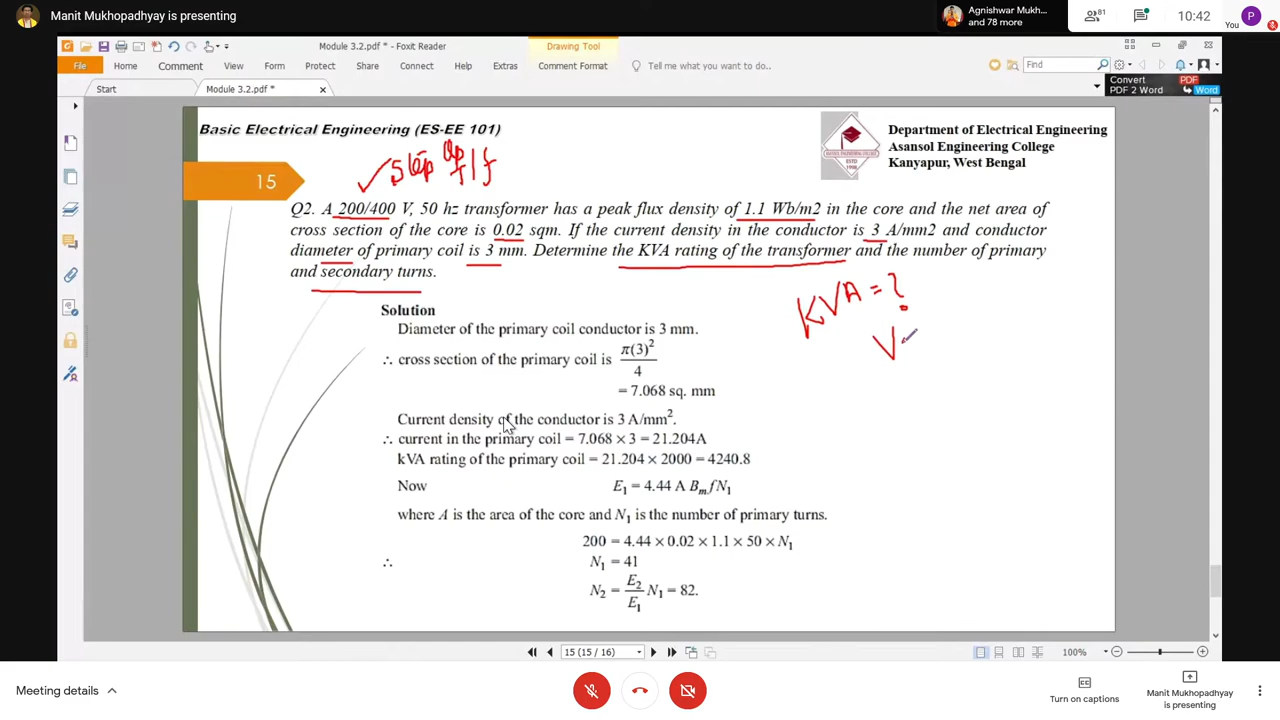 Manit Mukhopadhyay is presenting
Agnishwar Mukh...
and 78 more
81
10:42
P
You
Module 3.2.pdf * - Foxit Reader
Drawing Tool
File Home Comment View Form Protect Share Connect Help Extras Comment Format Tell me what you want to do... Find
Start Module 3.2.pdf *
Convert PDF
PDF 2 Word Word
Basic Electrical Engineering (ES-EE 101)
Department of Electrical Engineering
Asansol Engineering College
Kanyapur, West Bengal
Step up
15
Q2. A 200/400 V, 50 hz transformer has a peak flux density of 1.1 Wb/m2 in the core and the net area of
cross section of the core is 0.02 sqm. If the current density in the conductor is 3 A/mm2 and conductor
diameter of primary coil is 3 mm. Determine the KVA rating of the transformer and the number of primary
and secondary turns.
KVA = ?
V
Solution
Diameter of the primary coil conductor is 3 mm.
∴ cross section of the primary coil is π(3)²/4
= 7.068 sq. mm
Current density of the conductor is 3 A/mm².
∴ current in the primary coil = 7.068 × 3 = 21.204A
kVA rating of the primary coil = 21.204 × 2000 = 4240.8
Now E₁ = 4.44 A Bₘ f N₁
where A is the area of the core and N₁ is the number of primary turns.
200 = 4.44 × 0.02 × 1.1 × 50 × N₁
∴ N₁ = 41
N₂ = E₂/E₁ N₁ = 82.
15 (15 / 16)
100%
Meeting details
Turn on captions
Manit Mukhopadhyay
is presenting